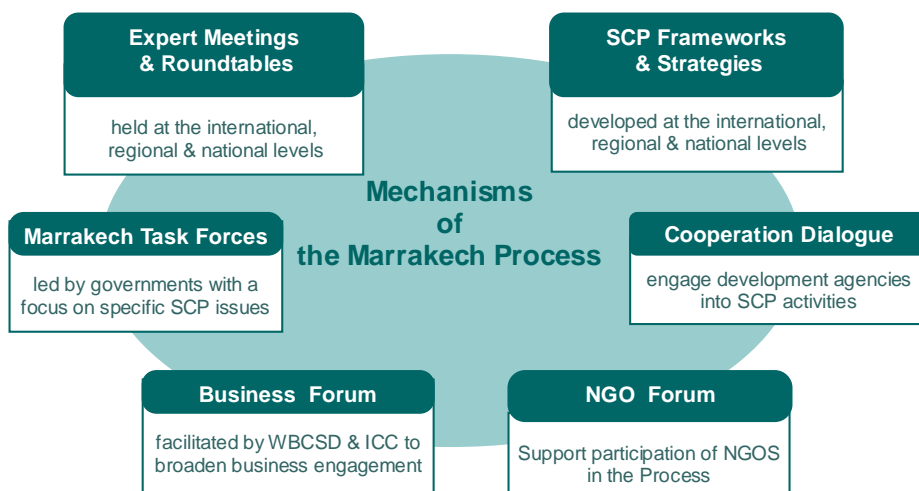 Expert Meetings
& Roundtables
held at the international,
regional & national levels
SCP Frameworks
& Strategies
developed at the international,
regional & national levels
Mechanisms
of
the Marrakech Process
Marrakech Task Forces
led by governments with a
focus on specific SCP issues
Cooperation Dialogue
engage development agencies
into SCP activities
Business Forum
facilitated by WBCSD & ICC to
broaden business engagement
NGO Forum
Support participation of NGOS
in the Process